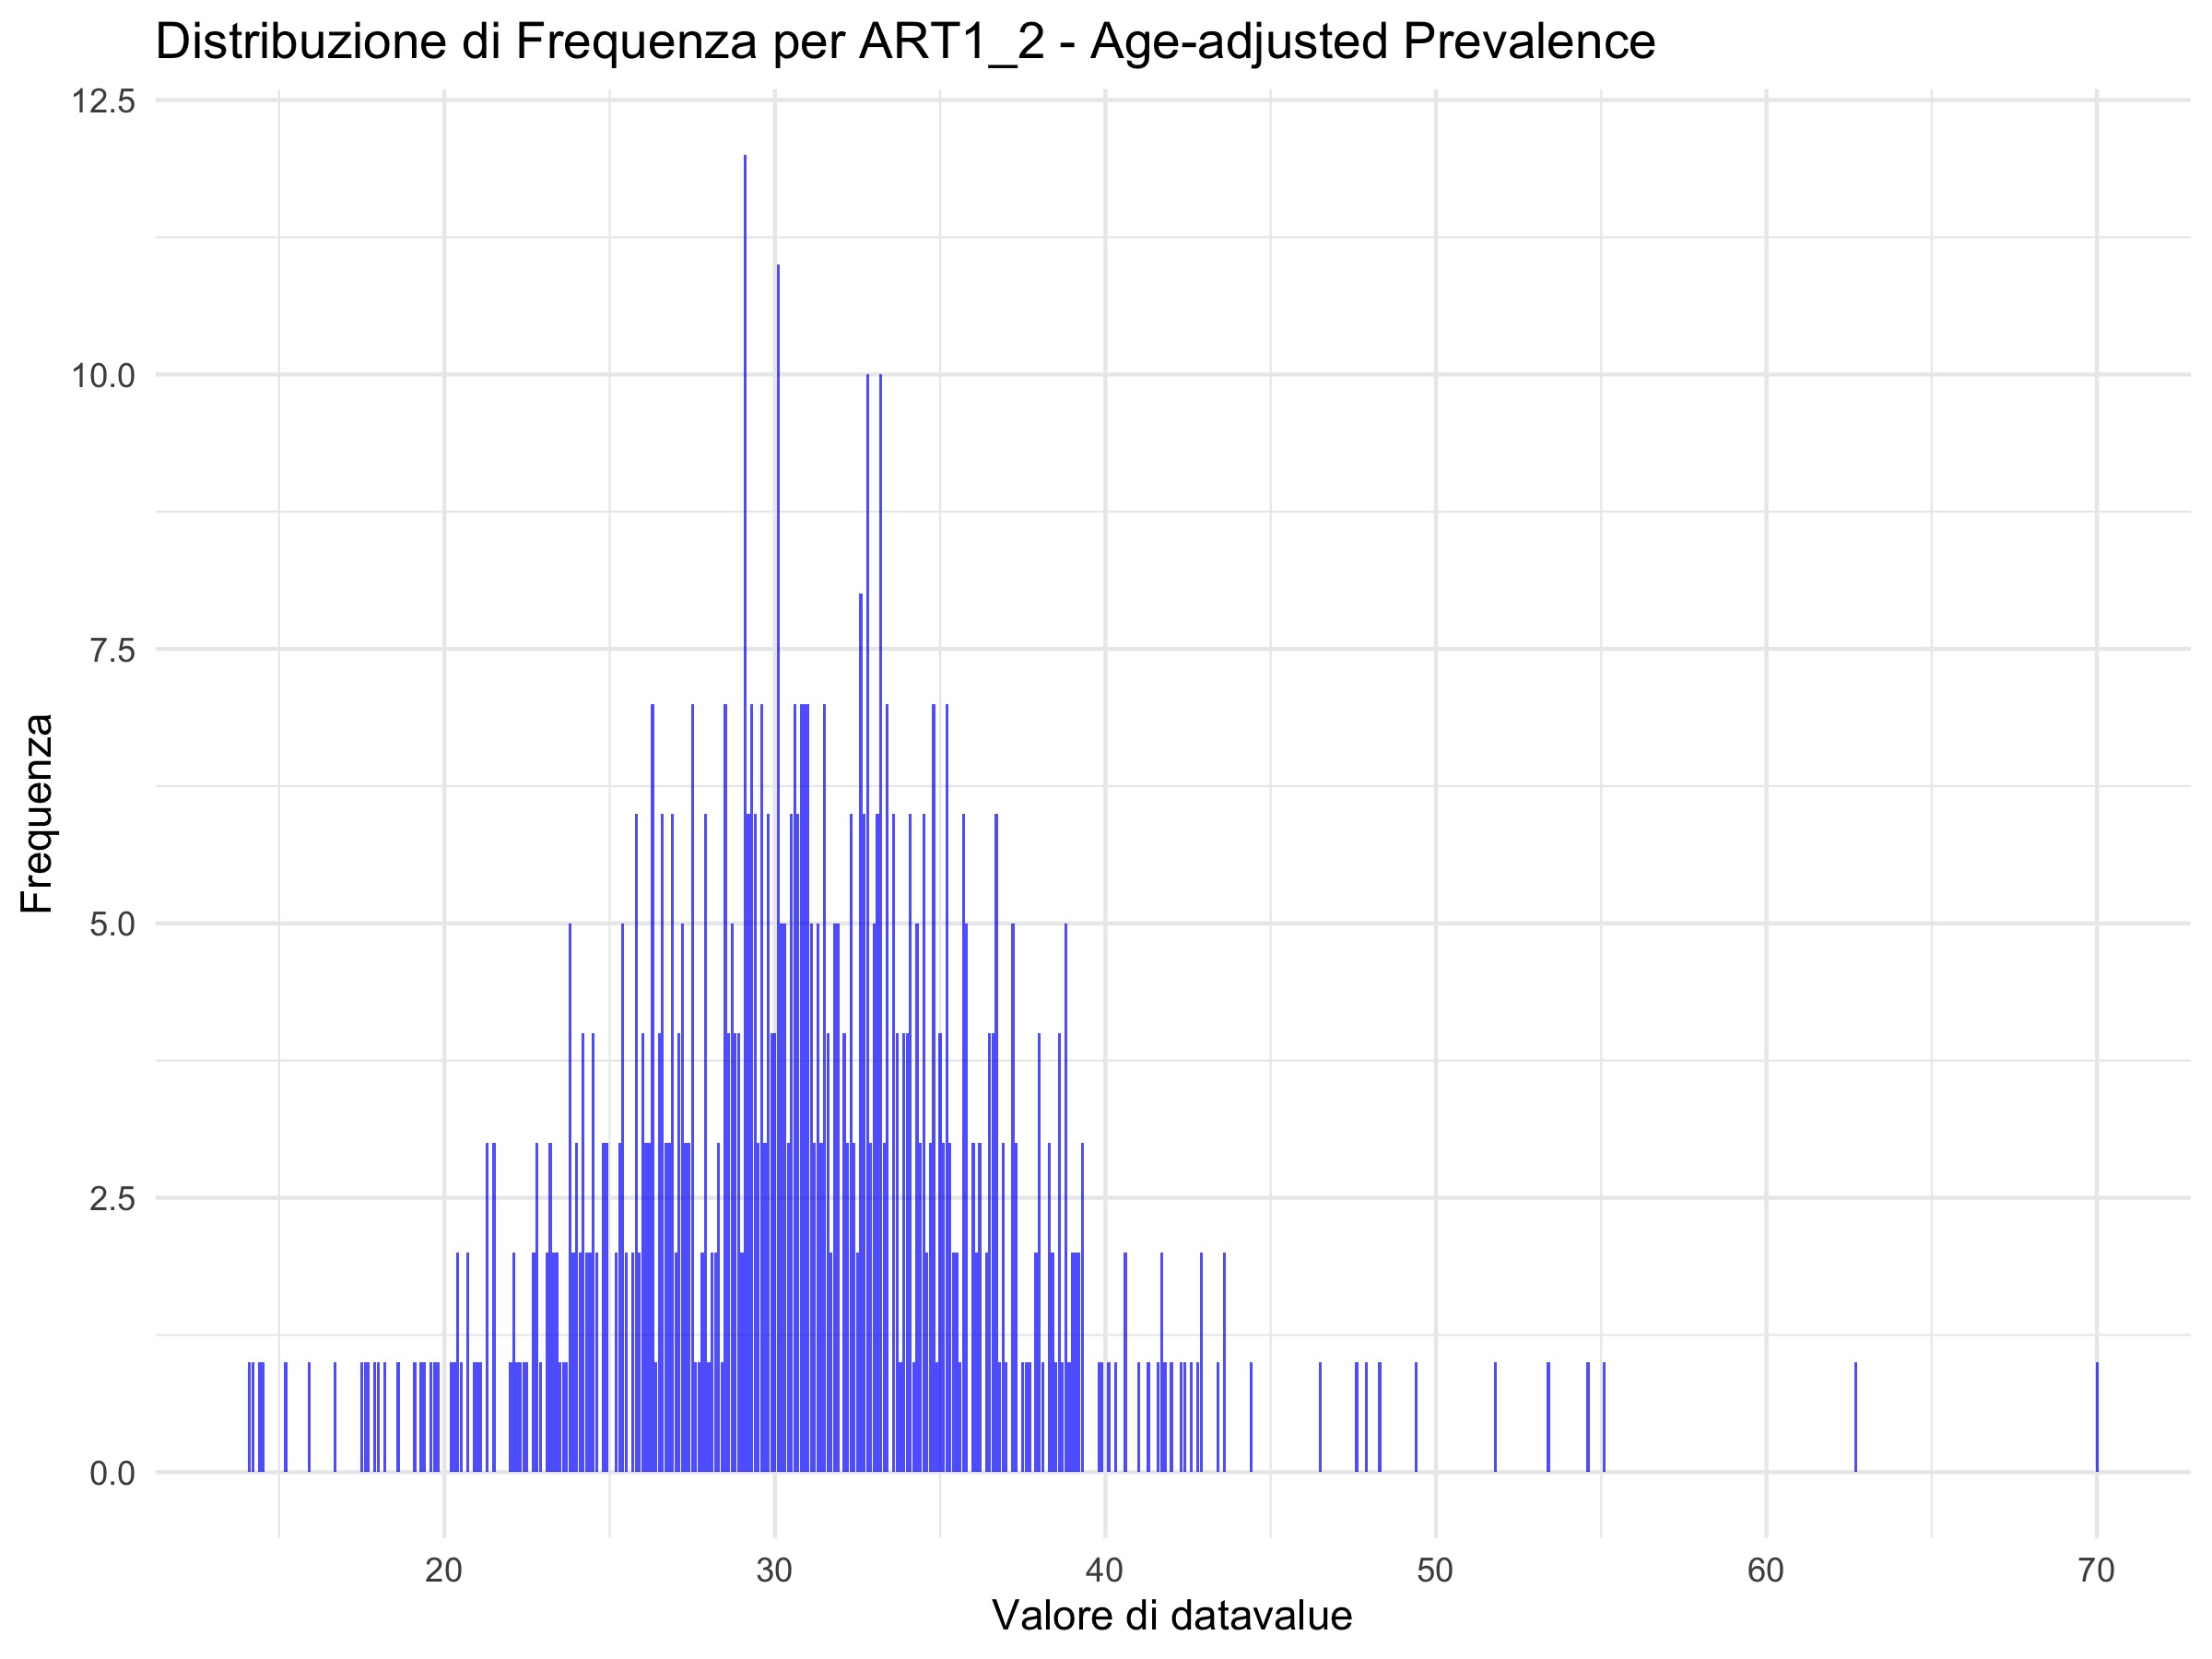 Distribuzione di Frequenza per ART1_2 - Age-adjusted Prevalence
12.5
10.0
7.5
5.0
2.5
0.0
Frequenza
20 30 40 50 60 70
Valore di datavalue